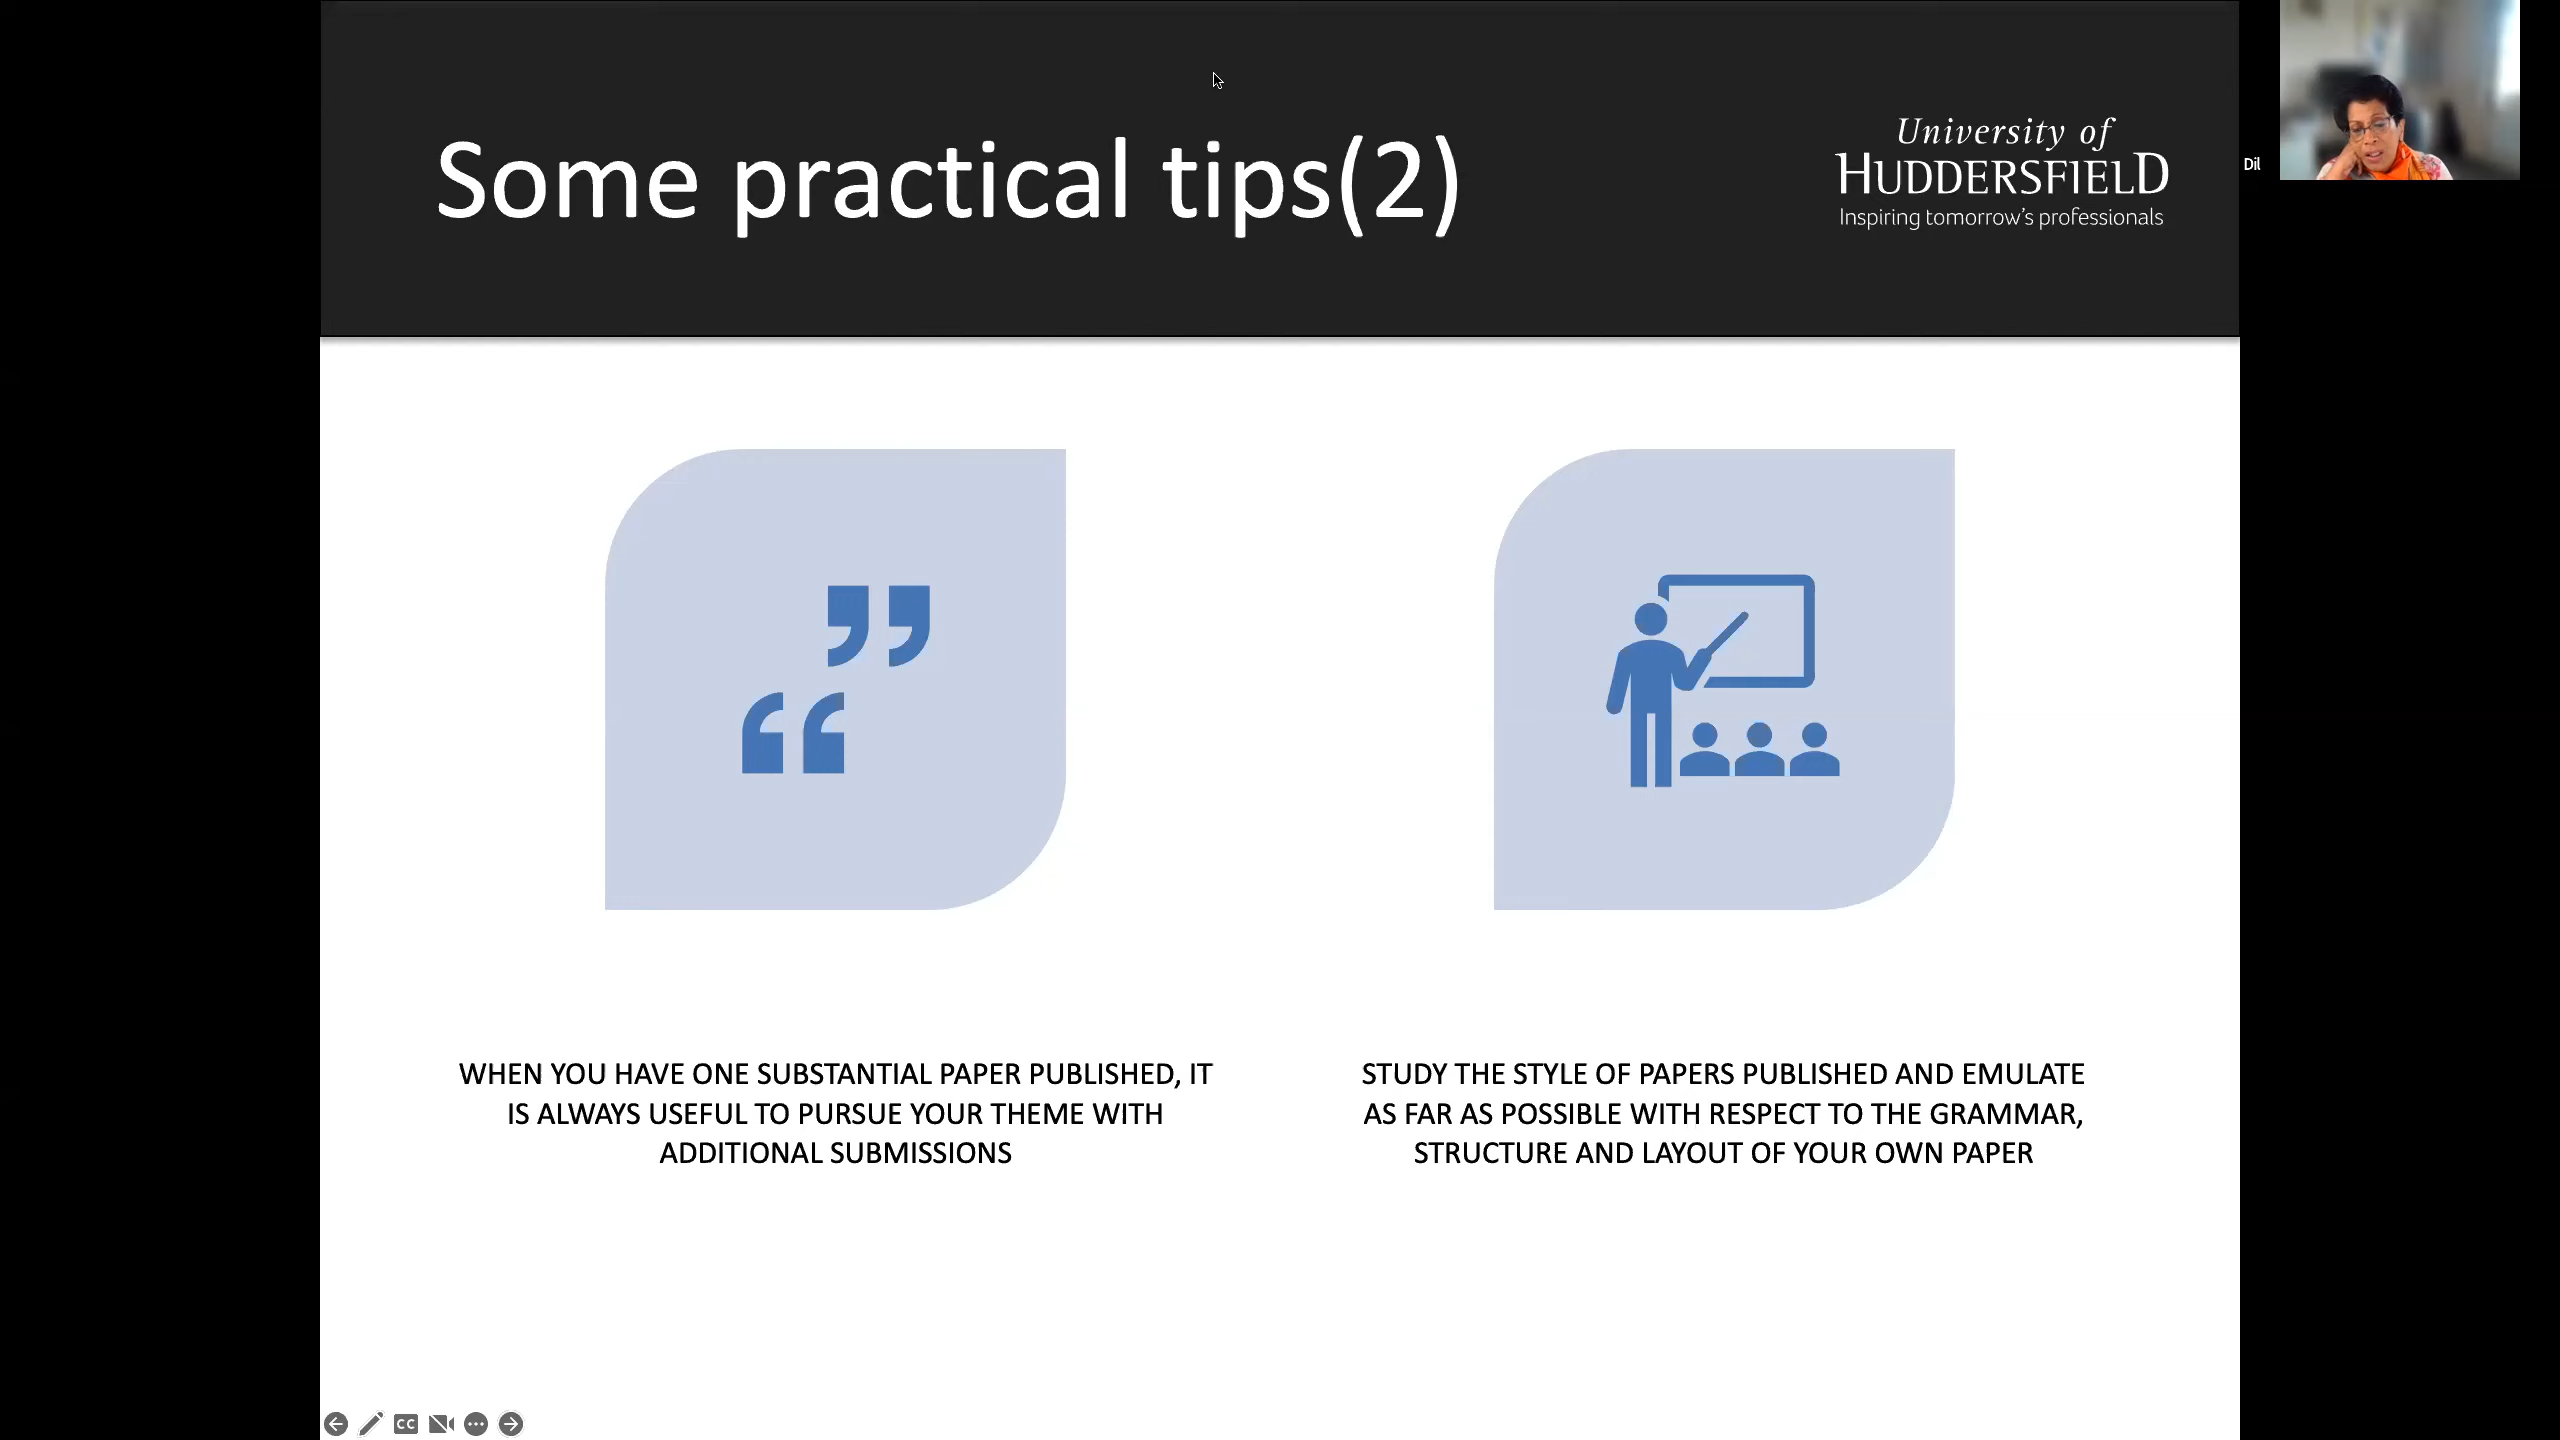 Some practical tips(2)
University of
HUDDERSFIELD
Inspiring tomorrow's professionals
Dil
WHEN YOU HAVE ONE SUBSTANTIAL PAPER PUBLISHED, IT
IS ALWAYS USEFUL TO PURSUE YOUR THEME WITH
ADDITIONAL SUBMISSIONS
STUDY THE STYLE OF PAPERS PUBLISHED AND EMULATE
AS FAR AS POSSIBLE WITH RESPECT TO THE GRAMMAR,
STRUCTURE AND LAYOUT OF YOUR OWN PAPER
CC